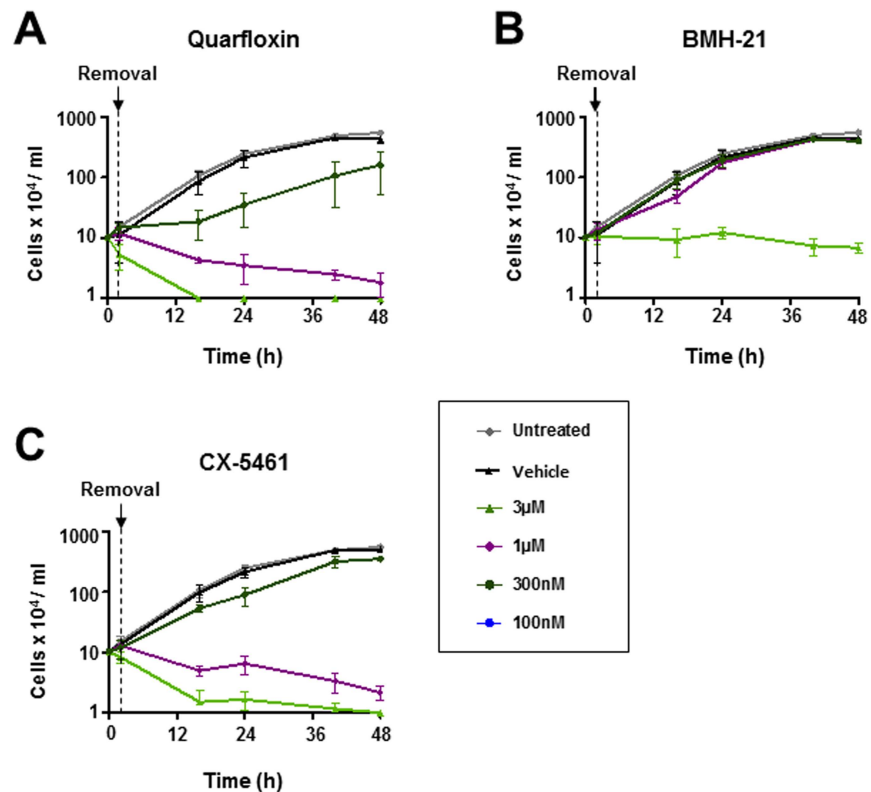 A
Quarfloxin
Removal
Cells x 10⁴ / ml
1000
100
10
1
0 12 24 36 48
Time (h)
B
BMH-21
Removal
Cells x 10⁴ / ml
1000
100
10
1
0 12 24 36 48
Time (h)
C
CX-5461
Removal
Cells x 10⁴ / ml
1000
100
10
1
0 12 24 36 48
Time (h)
Untreated
Vehicle
3µM
1µM
300nM
100nM